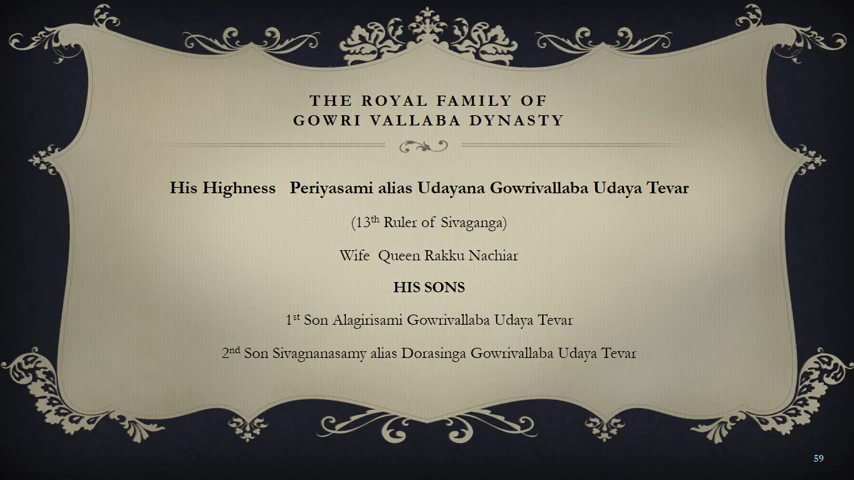 THE ROYAL FAMILY OF
GOWRI VALLABA DYNASTY
His Highness Periyasami alias Udayana Gowrivallaba Udaya Tevar
(13th Ruler of Sivaganga)
Wife Queen Rakku Nachiar
HIS SONS
1st Son Alagirisami Gowrivallaba Udaya Tevar
2nd Son Sivagnanasamy alias Dorasinga Gowrivallaba Udaya Tevar
59